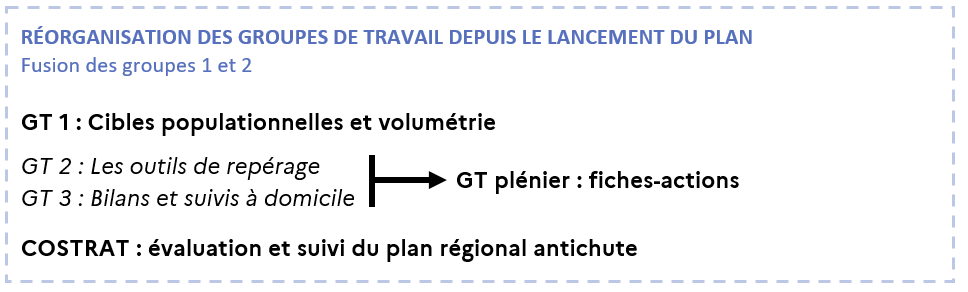 RÉORGANISATION DES GROUPES DE TRAVAIL DEPUIS LE LANCEMENT DU PLAN
Fusion des groupes 1 et 2
GT 1 : Cibles populationnelles et volumétrie
GT 2 : Les outils de repérage
GT 3 : Bilans et suivis à domicile
GT plénier : fiches-actions
COSTRAT : évaluation et suivi du plan régional antichute